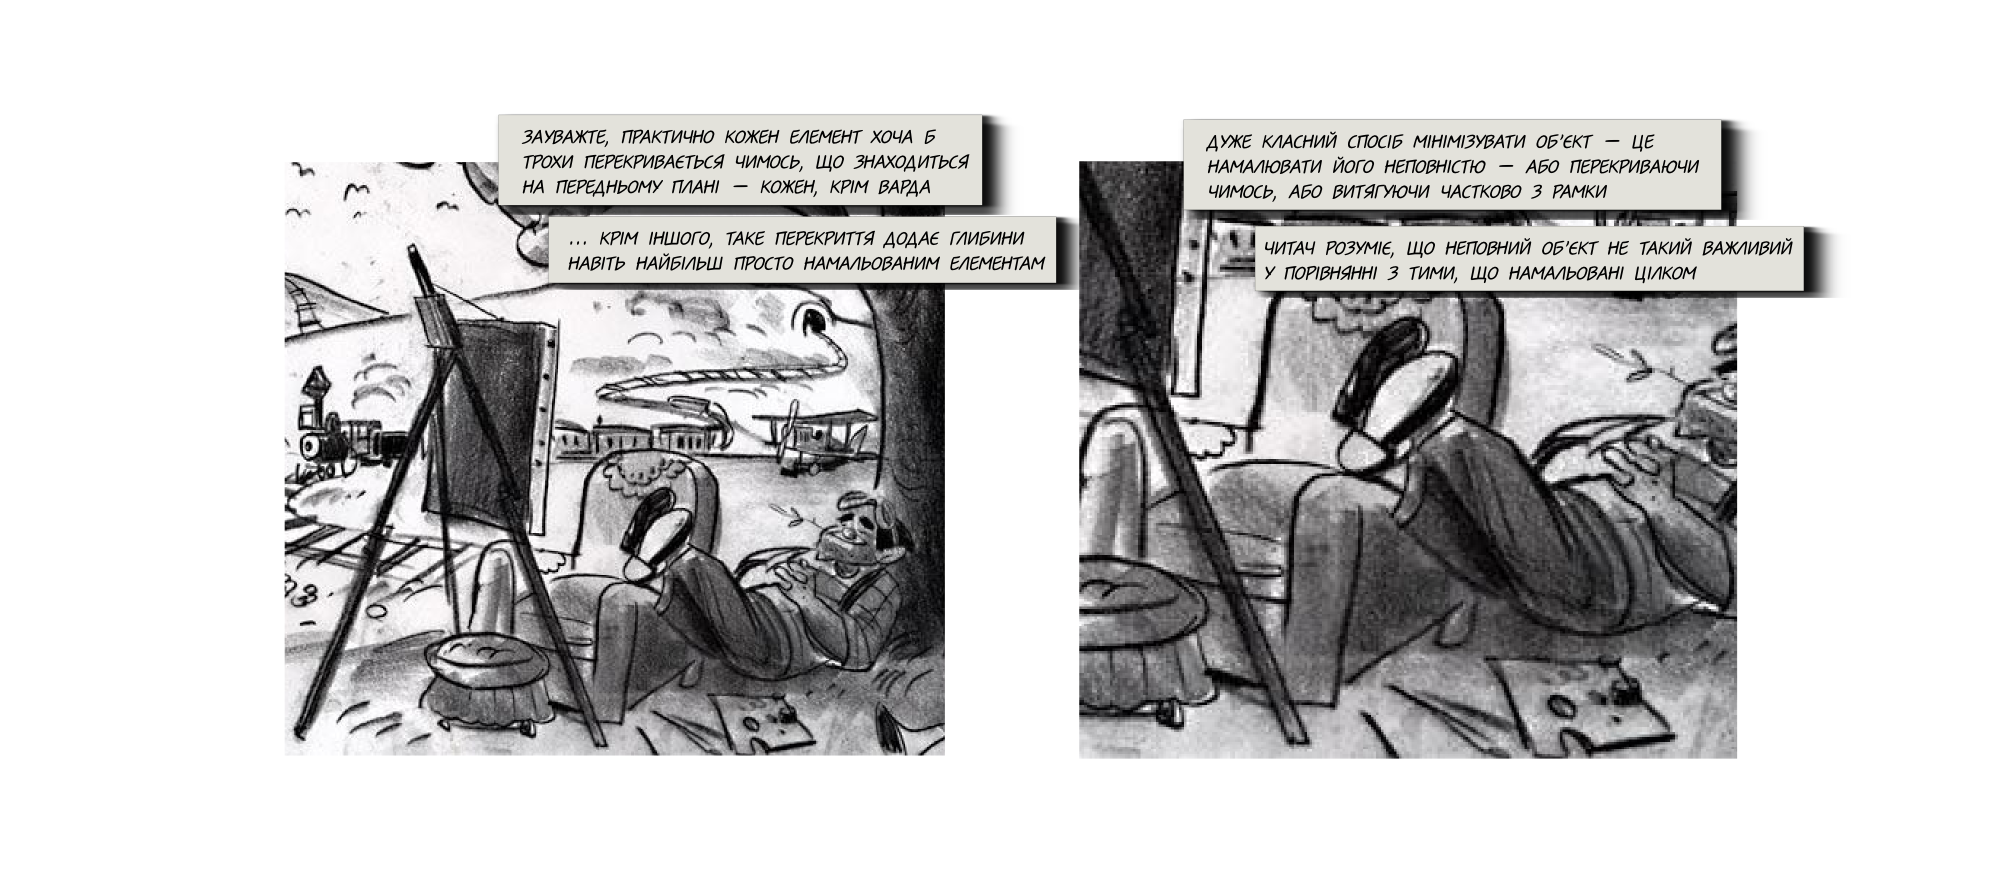 ЗАУВАЖТЕ, ПРАКТИЧНО КОЖЕН ЕЛЕМЕНТ ХОЧА Б
ТРОХИ ПЕРЕКРИВАЄТЬСЯ ЧИМОСЬ, ЩО ЗНАХОДИТЬСЯ
НА ПЕРЕДНЬОМУ ПЛАНІ — КОЖЕН, КРІМ ВАРДА
... КРІМ ІНШОГО, ТАКЕ ПЕРЕКРИТТЯ ДОДАЄ ГЛИБИНИ
НАВІТЬ НАЙБІЛЬШ ПРОСТО НАМАЛЬОВАНИМ ЕЛЕМЕНТАМ
ДУЖЕ КЛАСНИЙ СПОСІБ МІНІМІЗУВАТИ ОБ'ЄКТ — ЦЕ
НАМАЛЮВАТИ ЙОГО НЕПОВНІСТЮ — АБО ПЕРЕКРИВАЮЧИ
ЧИМОСЬ, АБО ВИТЯГУЮЧИ ЧАСТКОВО З РАМКИ
ЧИТАЧ РОЗУМІЄ, ЩО НЕПОВНИЙ ОБ'ЄКТ НЕ ТАКИЙ ВАЖЛИВИЙ
У ПОРІВНЯННІ З ТИМИ, ЩО НАМАЛЬОВАНІ ЦІЛКОМ